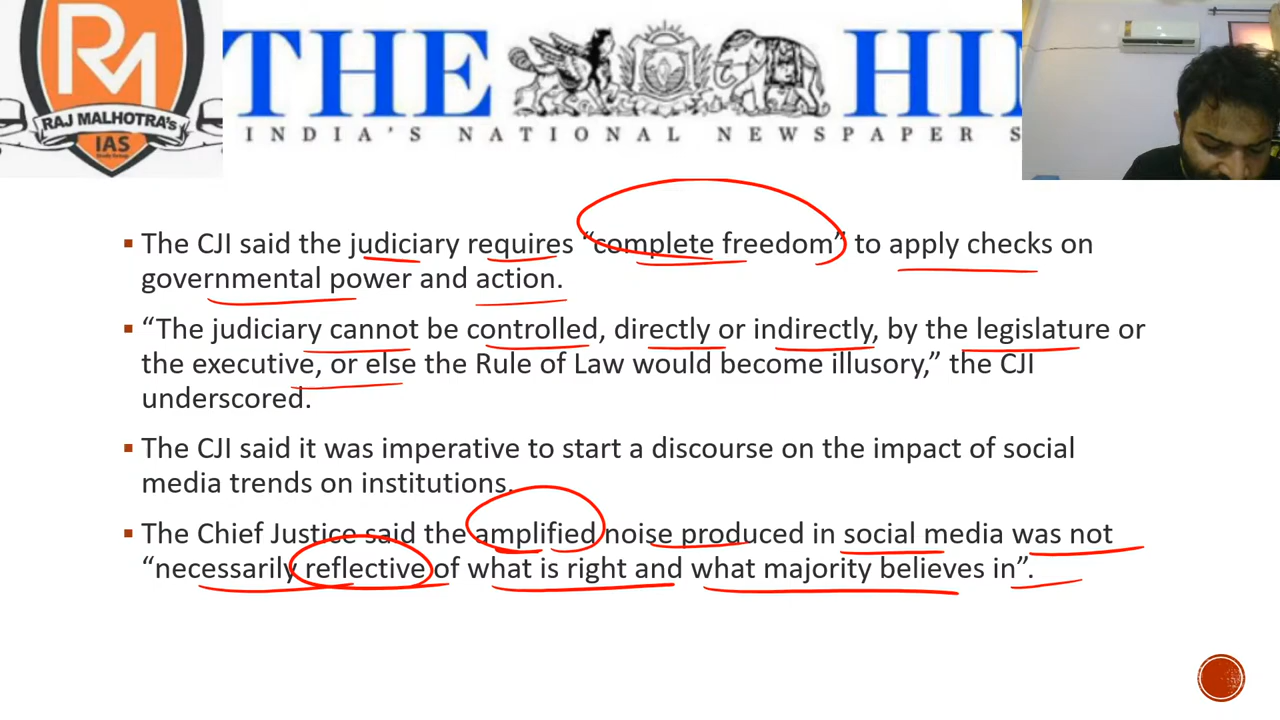 RM
RAJ MALHOTRA'S
IAS
Study Group
THE HI
INDIA'S NATIONAL NEWSPAPER S
▪ The CJI said the judiciary requires “complete freedom” to apply checks on
governmental power and action.
▪ “The judiciary cannot be controlled, directly or indirectly, by the legislature or
the executive, or else the Rule of Law would become illusory,” the CJI
underscored.
▪ The CJI said it was imperative to start a discourse on the impact of social
media trends on institutions.
▪ The Chief Justice said the amplified noise produced in social media was not
“necessarily reflective of what is right and what majority believes in”.